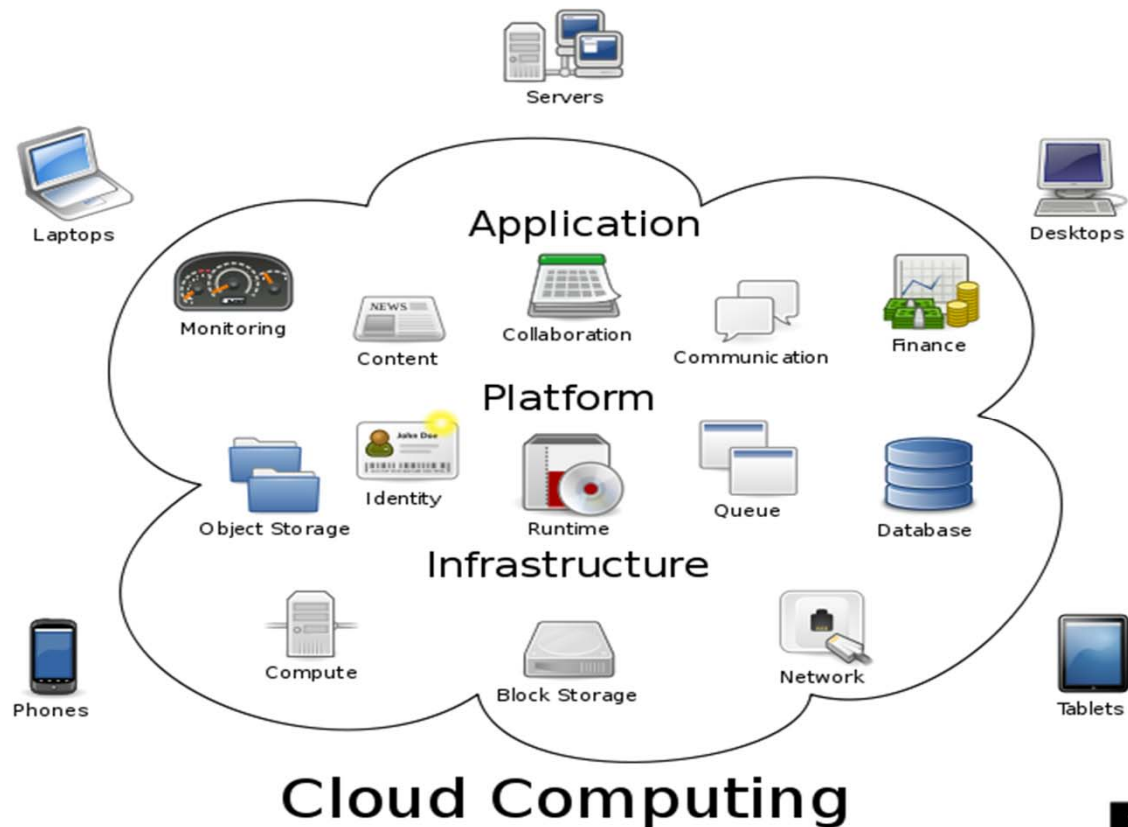 Servers
Laptops
Desktops
Application
Monitoring
NEWS
Content
Collaboration
Communication
Finance
Platform
John Doe
Object Storage
Identity
Runtime
Queue
Database
Infrastructure
Compute
Block Storage
Network
Phones
Tablets
Cloud Computing